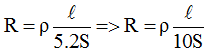 R = ρ ℓ/5.2S => R = ρ ℓ/10S